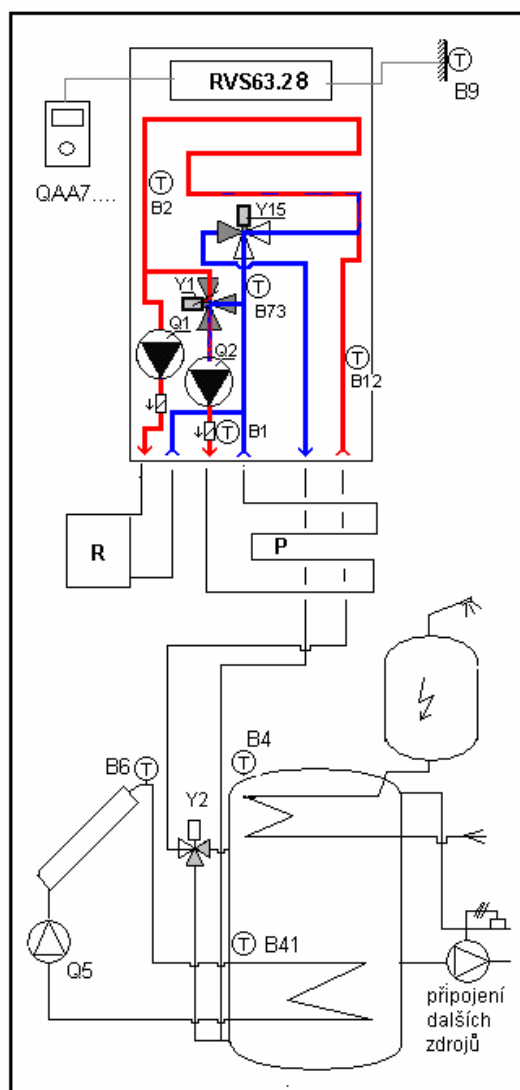 RVS63.28
T
B9
QAA7....
T
B2
Y15
Y1
T
B73
Q1
Q2
T
B12
T
B1
R
P
B4
B6
T
T
Y2
T
B41
Q5
připojení
dalších
zdrojů